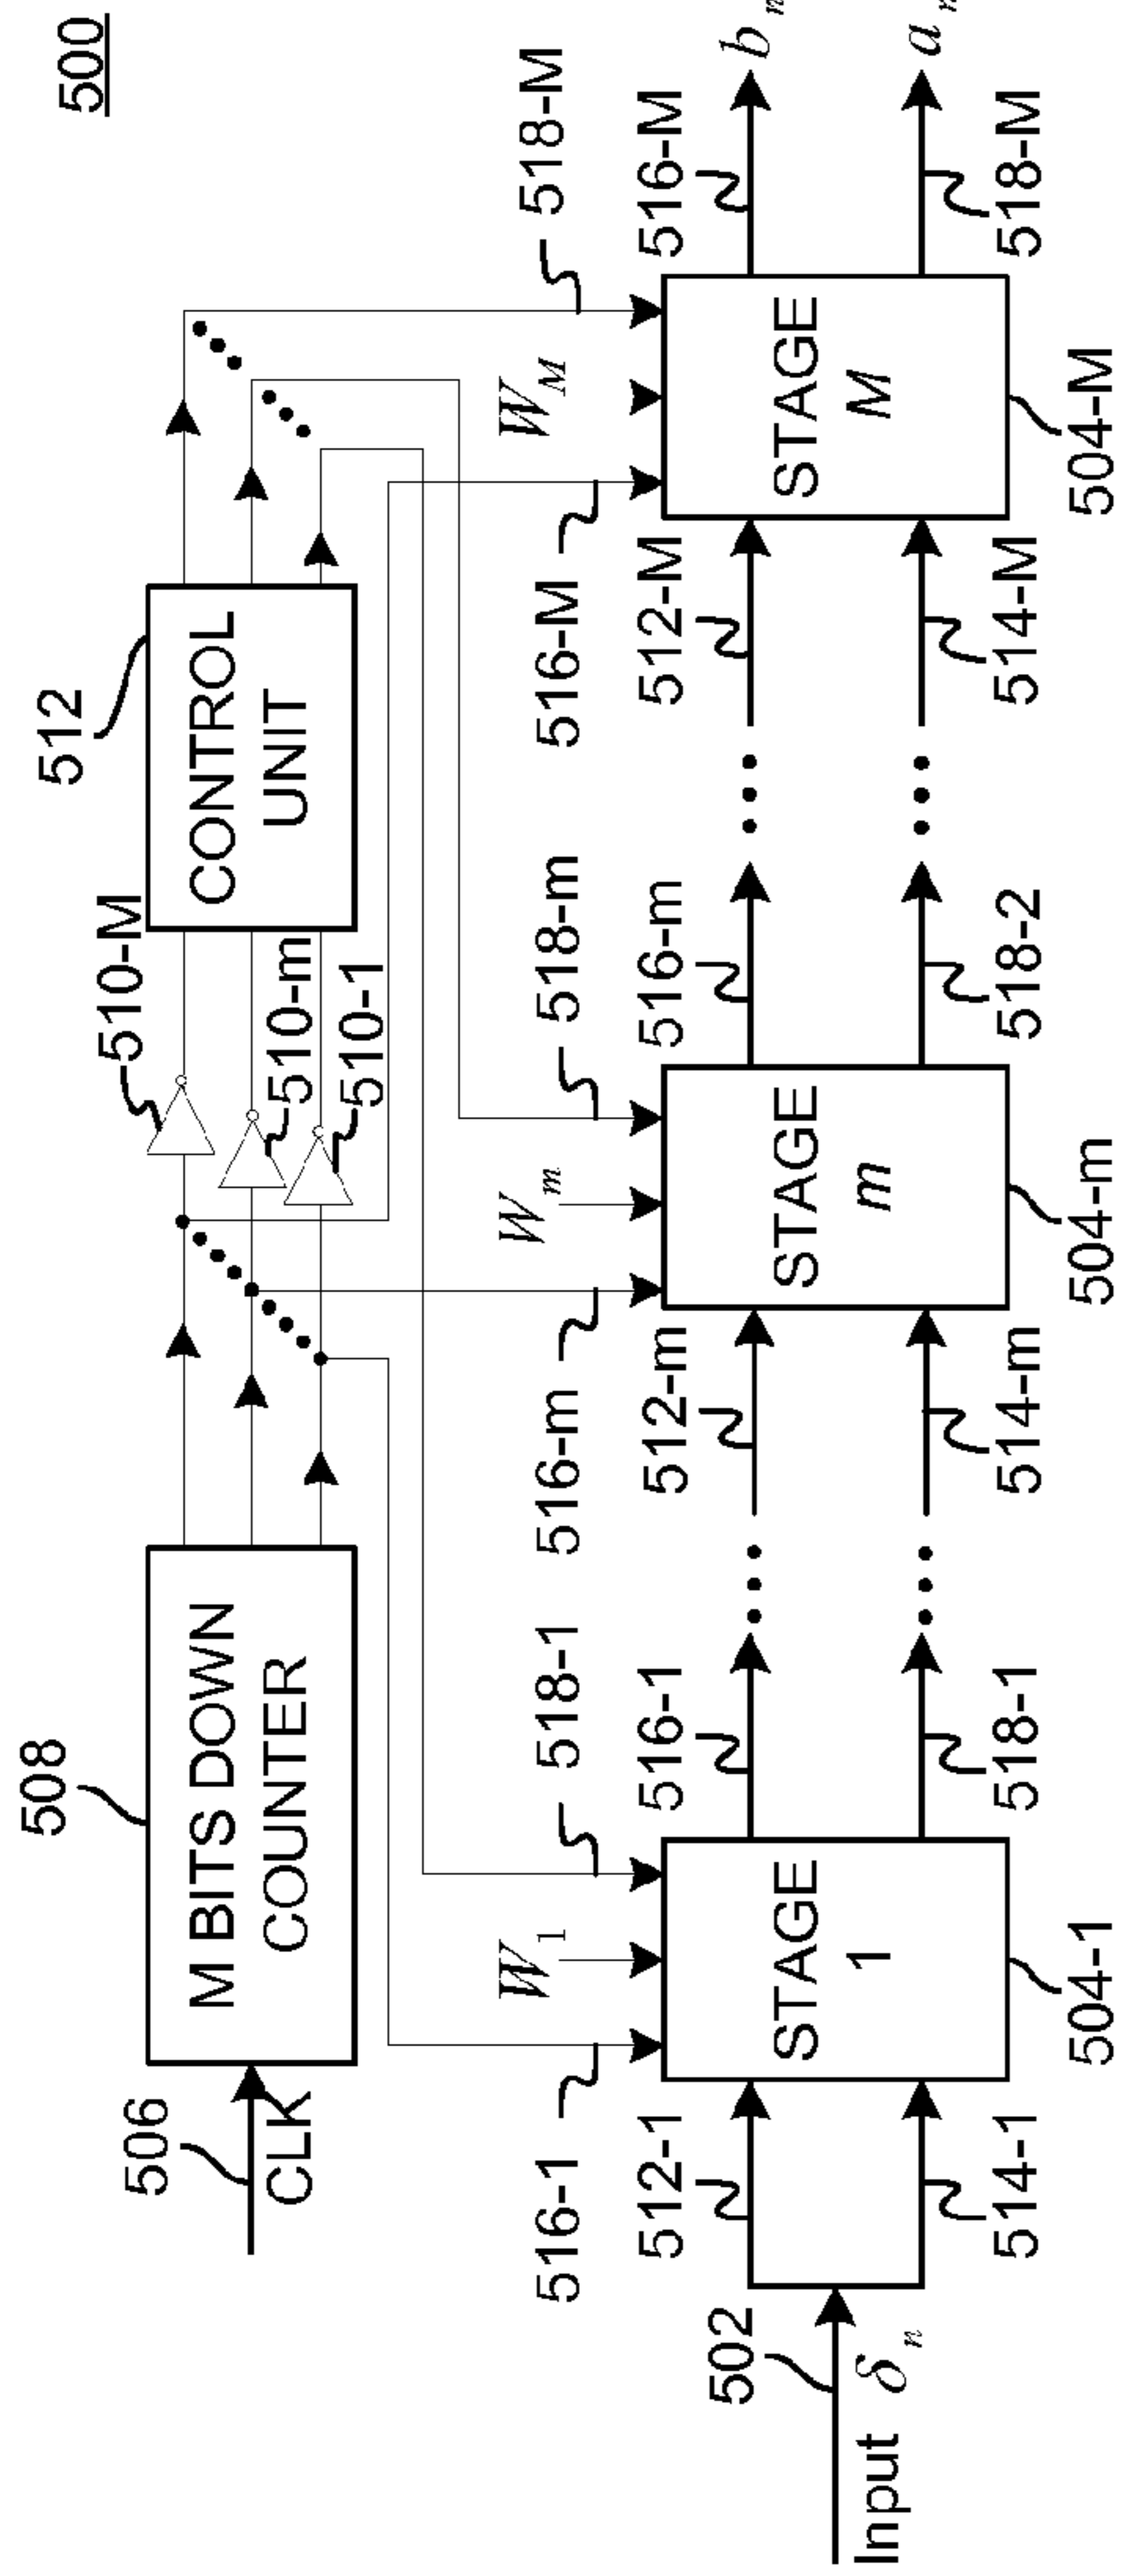 500
508
M BITS DOWN
COUNTER
506
CLK
510-M
510-m
510-1
512
CONTROL
UNIT
516-1
W₁
518-1
516-m
Wₘ
518-m
516-M
W_M
518-M
502
Input δₙ
512-1
514-1
STAGE
1
504-1
516-1
518-1
512-m
514-m
STAGE
m
504-m
516-m
518-2
512-M
514-M
STAGE
M
504-M
516-M
518-M
bₙ
aₙ